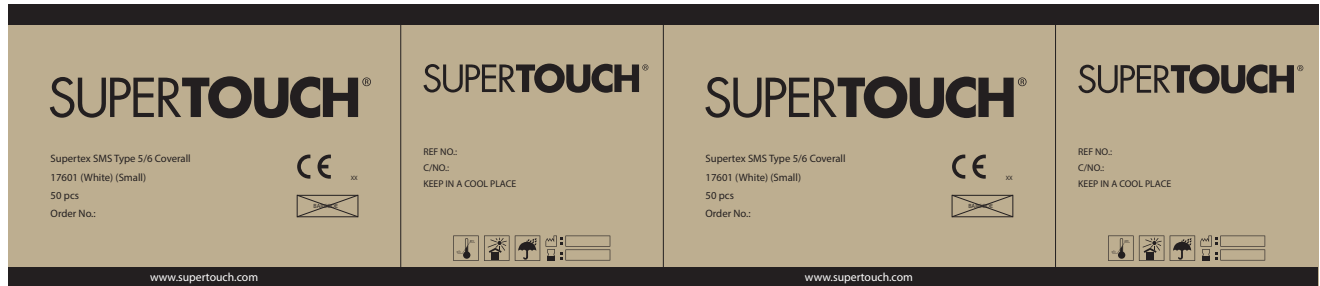 SUPERTOUCH®
Supertex SMS Type 5/6 Coverall
17601 (White) (Small)
50 pcs
Order No.:
CE
xx
www.supertouch.com
SUPERTOUCH®
REF NO.:
C/NO.:
KEEP IN A COOL PLACE
SUPERTOUCH®
Supertex SMS Type 5/6 Coverall
17601 (White) (Small)
50 pcs
Order No.:
CE
xx
www.supertouch.com
SUPERTOUCH®
REF NO.:
C/NO.:
KEEP IN A COOL PLACE